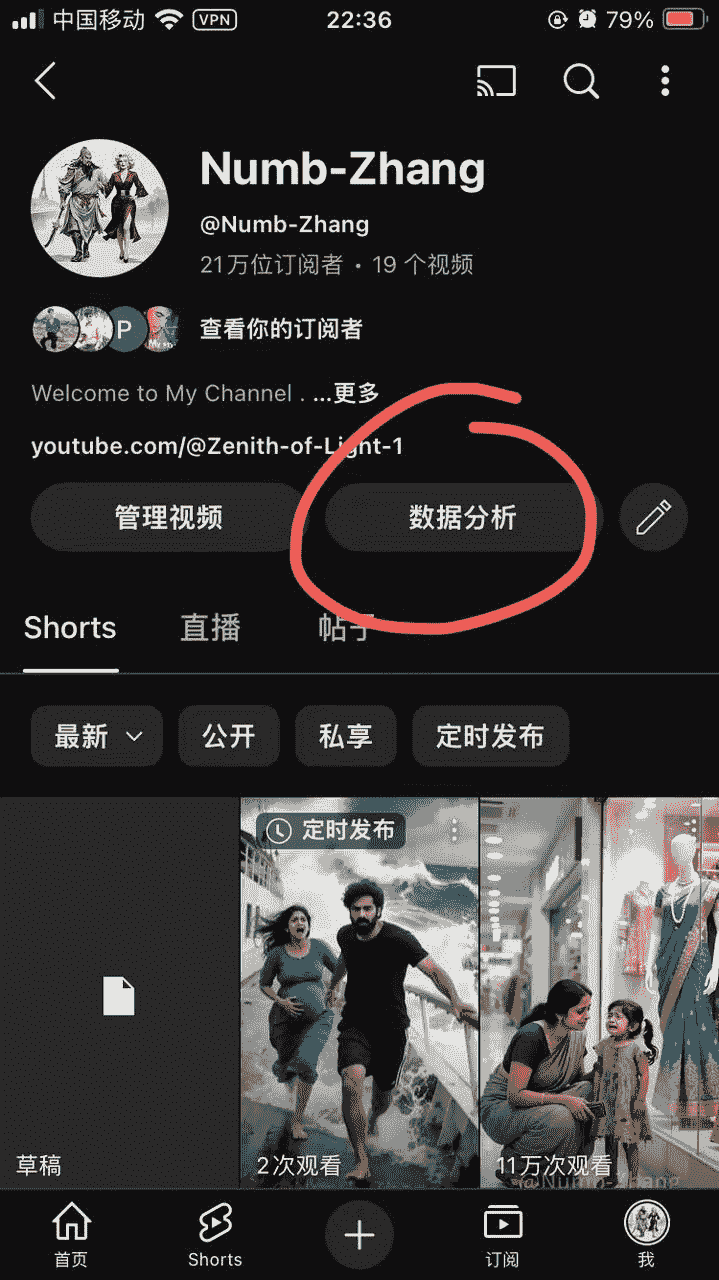 中国移动 VPN 22:36 79%
Numb-Zhang
@Numb-Zhang
21万位订阅者 • 19 个视频
P 查看你的订阅者
Welcome to My Channel . ...更多
youtube.com/@Zenith-of-Light-1
管理视频 数据分析
Shorts 直播 帖子
最新 公开 私享 定时发布
定时发布
草稿 2次观看 11万次观看
@Numb-Zhang
首页 Shorts 订阅 我